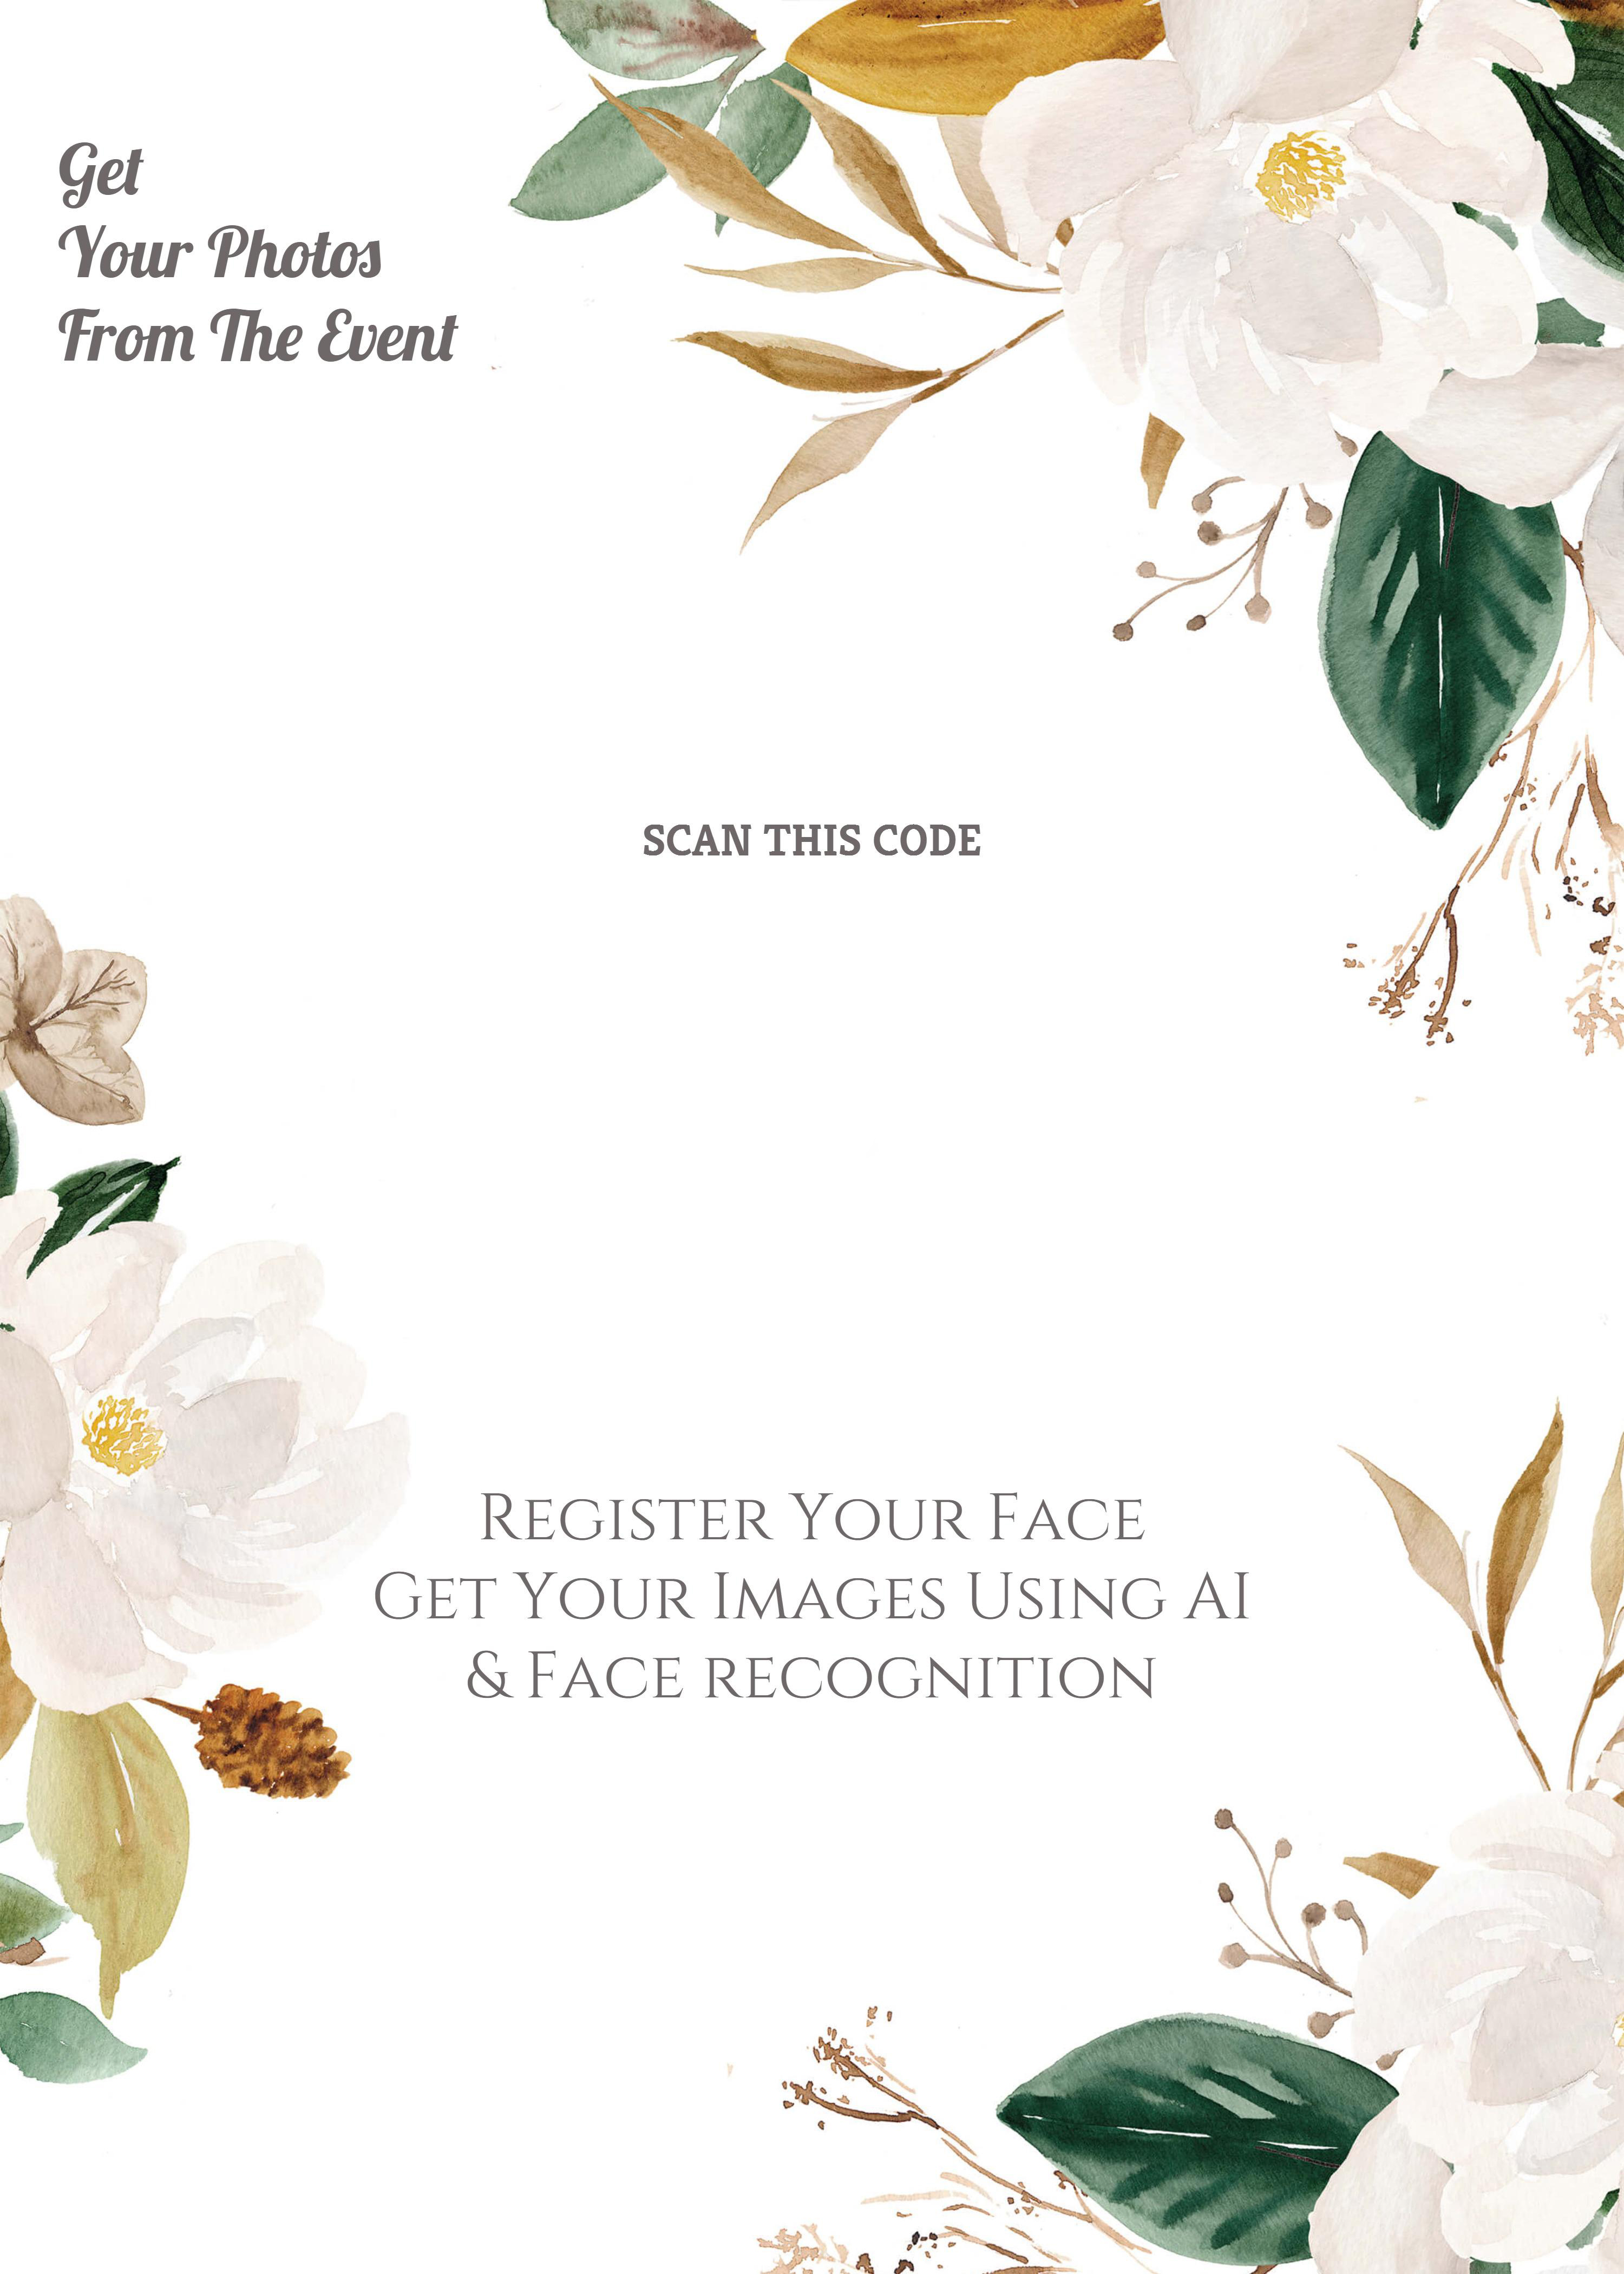 Get
Your Photos
From The Event
SCAN THIS CODE
Register Your Face
Get Your Images Using AI
& Face recognition